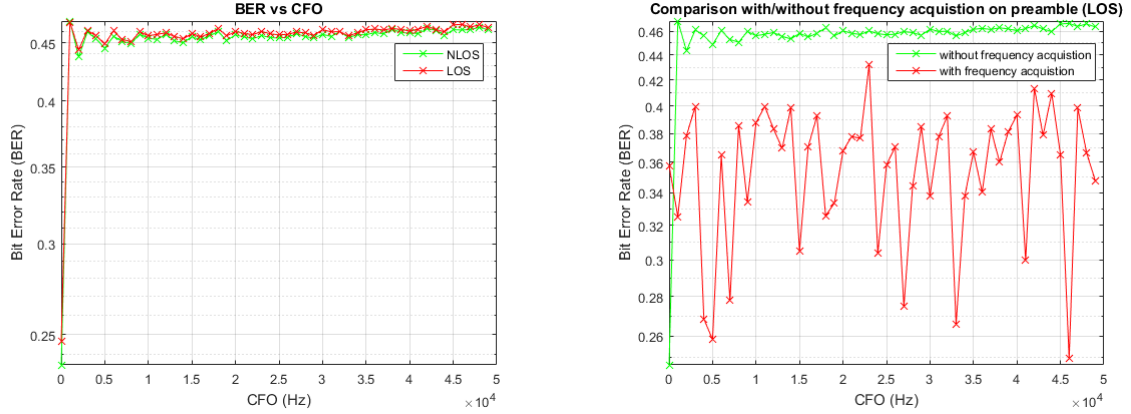 BER vs CFO
Bit Error Rate (BER)
0.45
0.4
0.35
0.3
0.25
NLOS
LOS
0 0.5 1 1.5 2 2.5 3 3.5 4 4.5 5
CFO (Hz)
× 10⁴
Comparison with/without frequency acquistion on preamble (LOS)
Bit Error Rate (BER)
0.46
0.44
0.42
0.4
0.38
0.36
0.34
0.32
0.3
0.28
0.26
without frequency acquistion
with frequency acquistion
0 0.5 1 1.5 2 2.5 3 3.5 4 4.5 5
CFO (Hz)
× 10⁴